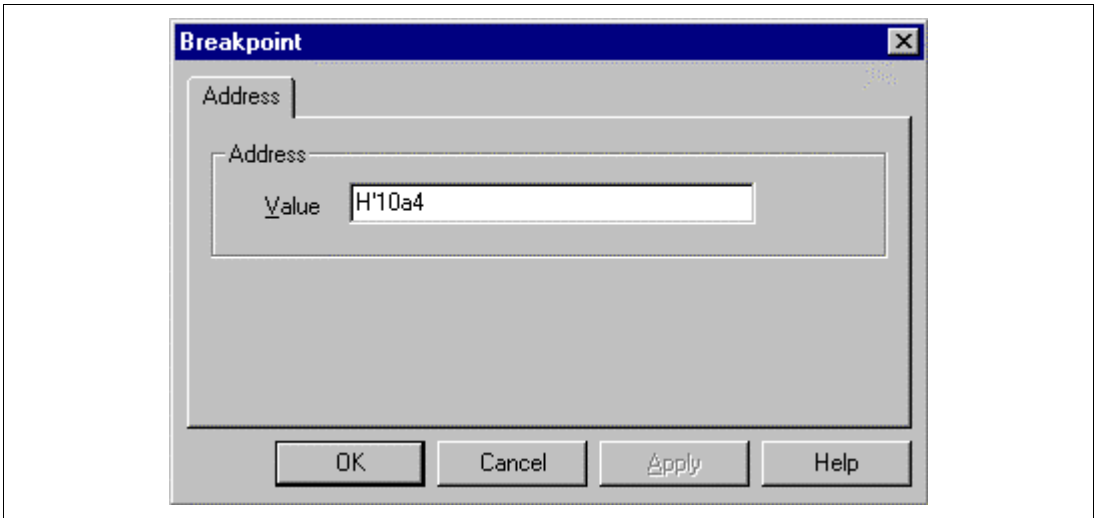 Breakpoint
Address
Address
Value H'10a4
OK Cancel Apply Help